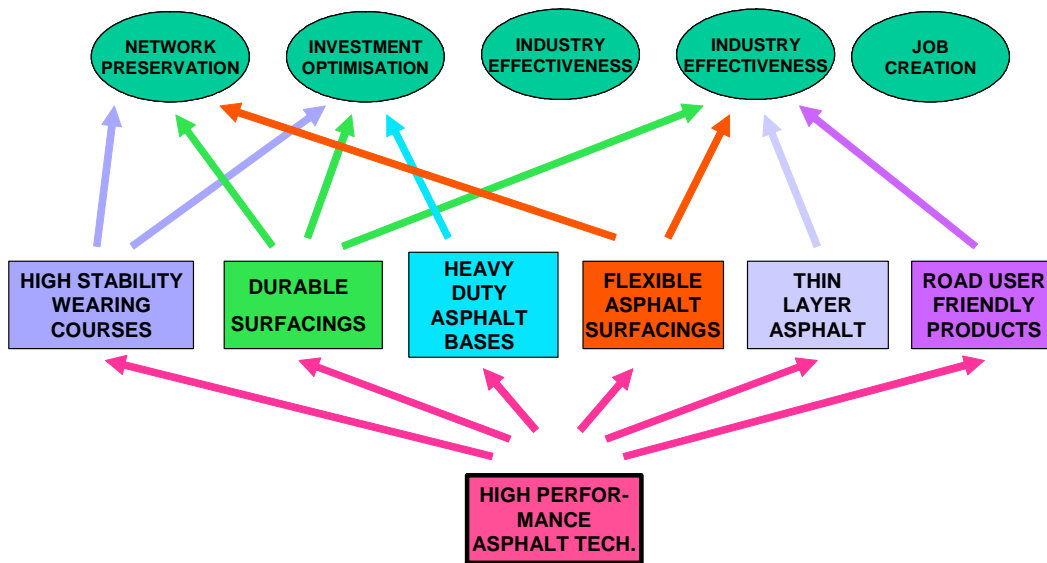 NETWORK
PRESERVATION
INVESTMENT
OPTIMISATION
INDUSTRY
EFFECTIVENESS
INDUSTRY
EFFECTIVENESS
JOB
CREATION
HIGH STABILITY
WEARING
COURSES
DURABLE
SURFACINGS
HEAVY
DUTY
ASPHALT
BASES
FLEXIBLE
ASPHALT
SURFACINGS
THIN
LAYER
ASPHALT
ROAD USER
FRIENDLY
PRODUCTS
HIGH PERFOR-
MANCE
ASPHALT TECH.